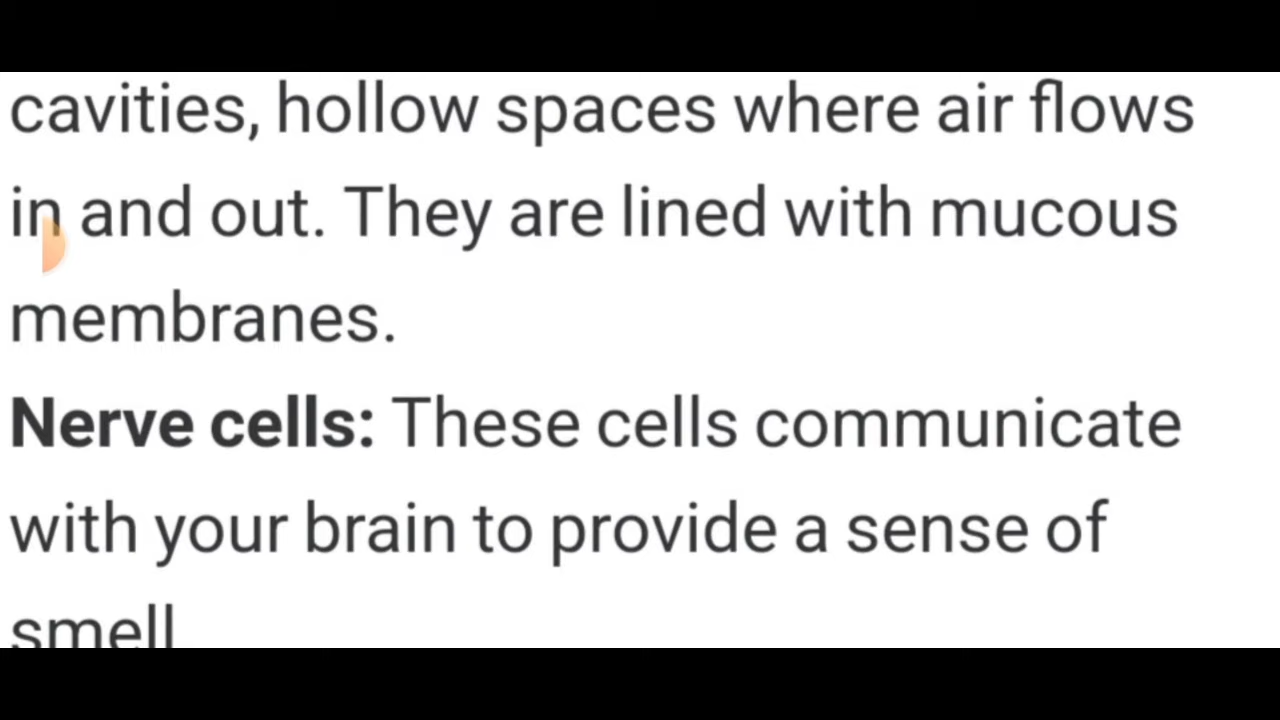 cavities, hollow spaces where air flows
in and out. They are lined with mucous
membranes.
Nerve cells: These cells communicate
with your brain to provide a sense of
smell